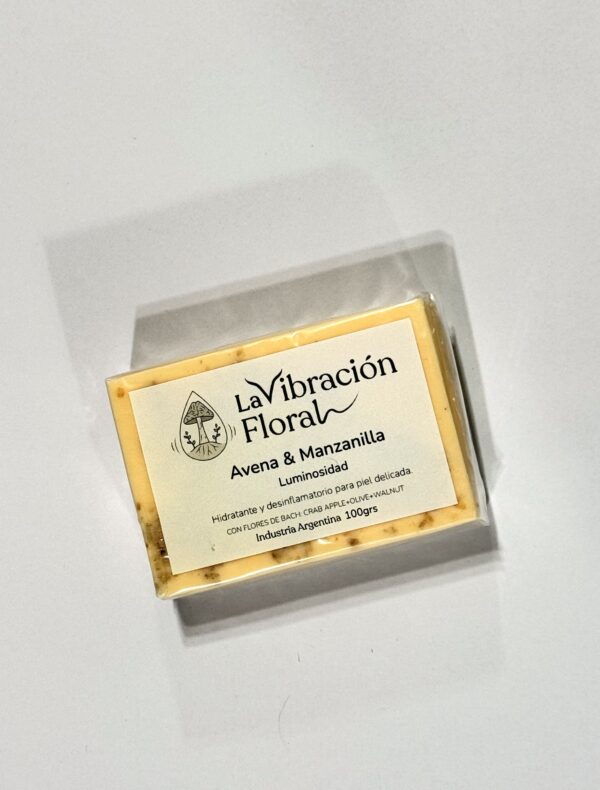 La Vibración
Floral
Avena & Manzanilla
Luminosidad
Hidratante y desinflamatorio para piel delicada.
CON FLORES DE BACH: CRAB APPLE+OLIVE+WALNUT
Industria Argentina 100grs